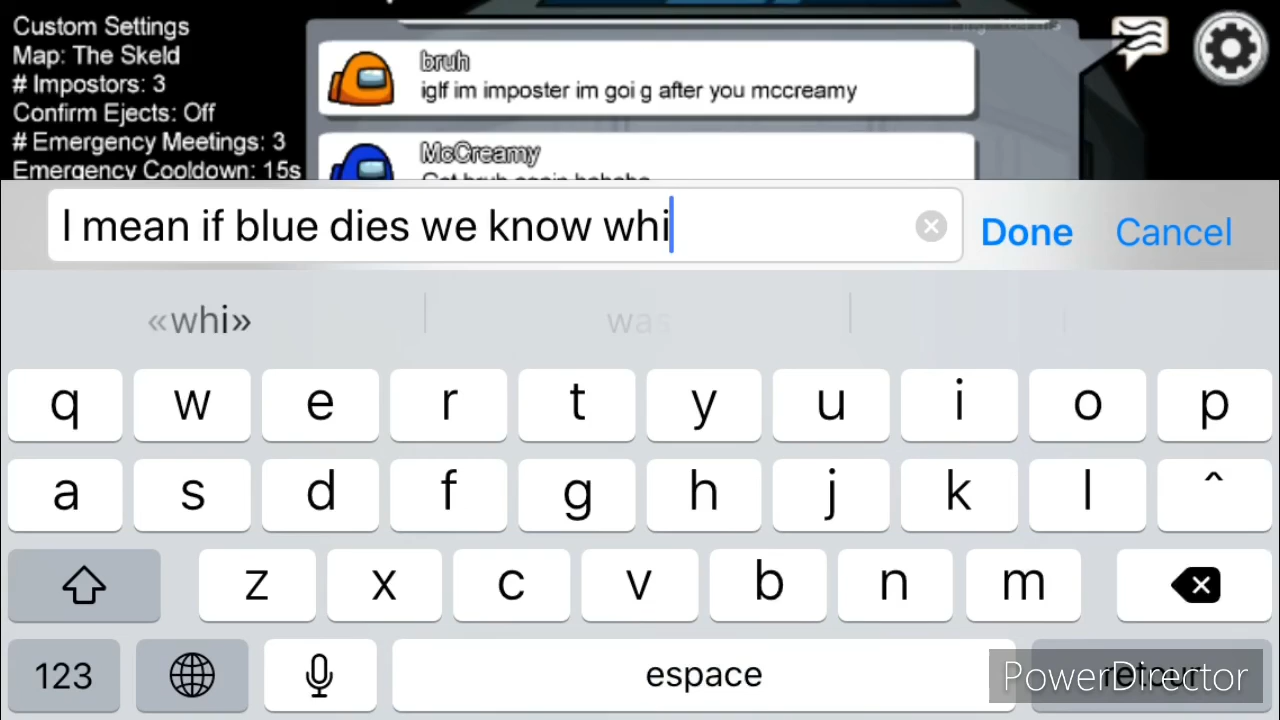 Custom Settings
Map: The Skeld
# Impostors: 3
Confirm Ejects: Off
# Emergency Meetings: 3
Emergency Cooldown: 15s
bruh
iglf im imposter im goi g after you mccreamy
McCreamy
I mean if blue dies we know whi
Done
Cancel
«whi»
was
q w e r t y u i o p
a s d f g h j k l ^
z x c v b n m
123
espace
retour
PowerDirector